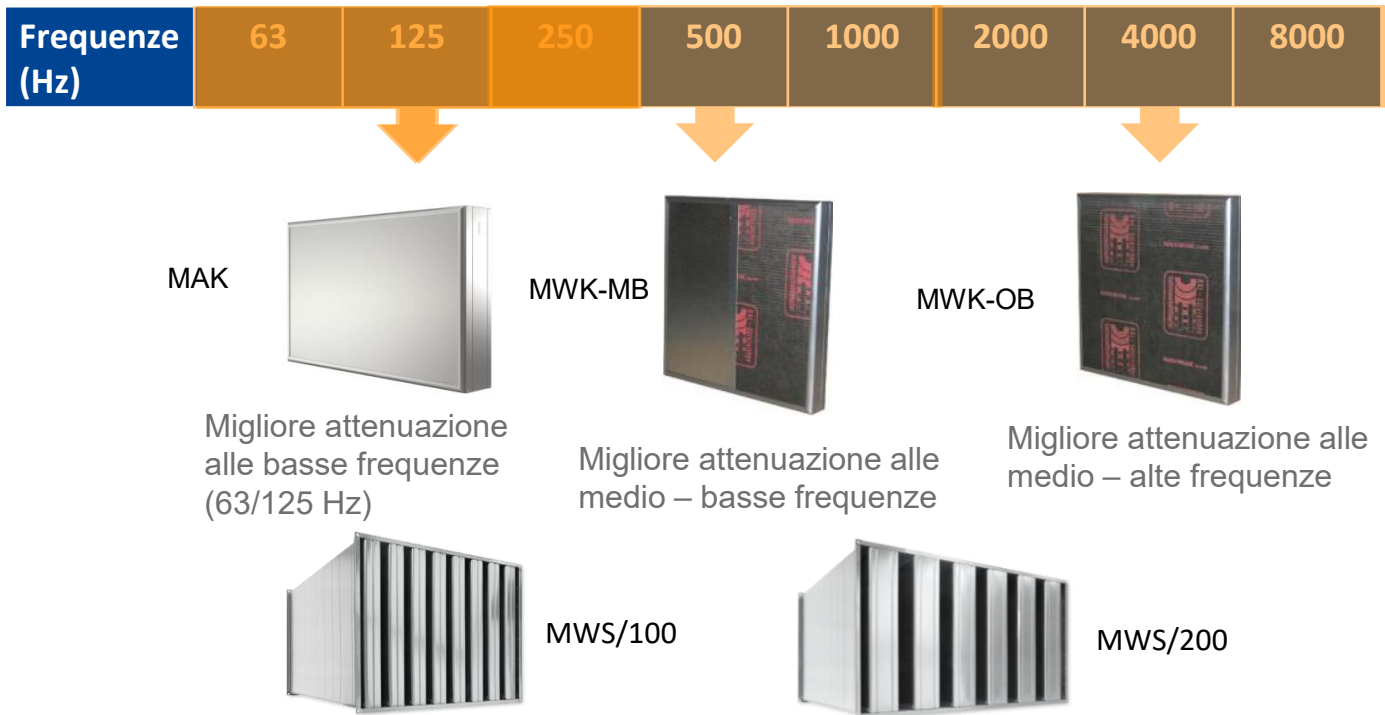 Frequenze (Hz) 63 125 250 500 1000 2000 4000 8000
MAK
MWK-MB
MWK-OB
Migliore attenuazione
alle basse frequenze
(63/125 Hz)
Migliore attenuazione alle
medio – basse frequenze
Migliore attenuazione alle
medio – alte frequenze
MWS/100
MWS/200